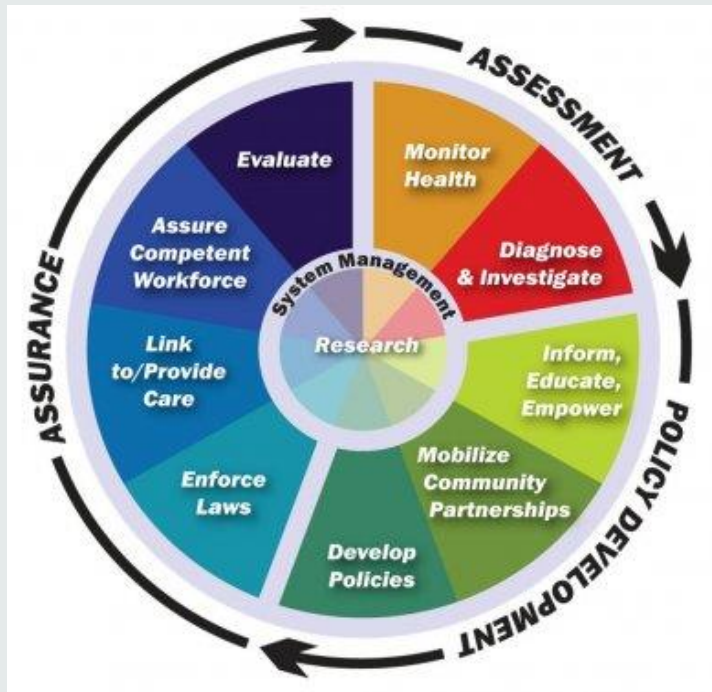 ASSESSMENT
Monitor
Health
Diagnose
& Investigate
POLICY DEVELOPMENT
Inform,
Educate,
Empower
Mobilize
Community
Partnerships
Develop
Policies
ASSURANCE
Enforce
Laws
Link
to/Provide
Care
Assure
Competent
Workforce
Evaluate
System Management
Research